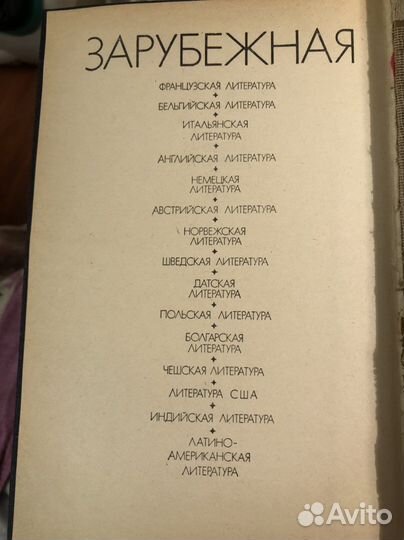 ЗАРУБЕЖНАЯ
ФРАНЦУЗСКАЯ ЛИТЕРАТУРА
БЕЛЬГИЙСКАЯ ЛИТЕРАТУРА
ИТАЛЬЯНСКАЯ
ЛИТЕРАТУРА
АНГЛИЙСКАЯ ЛИТЕРАТУРА
НЕМЕЦКАЯ
ЛИТЕРАТУРА
АВСТРИЙСКАЯ ЛИТЕРАТУРА
НОРВЕЖСКАЯ
ЛИТЕРАТУРА
ШВЕДСКАЯ ЛИТЕРАТУРА
ДАТСКАЯ
ЛИТЕРАТУРА
ПОЛЬСКАЯ ЛИТЕРАТУРА
БОЛГАРСКАЯ
ЛИТЕРАТУРА
ЧЕШСКАЯ ЛИТЕРАТУРА
ЛИТЕРАТУРА США
ИНДИЙСКАЯ ЛИТЕРАТУРА
ЛАТИНО-
АМЕРИКАНСКАЯ
ЛИТЕРАТУРА
Avito